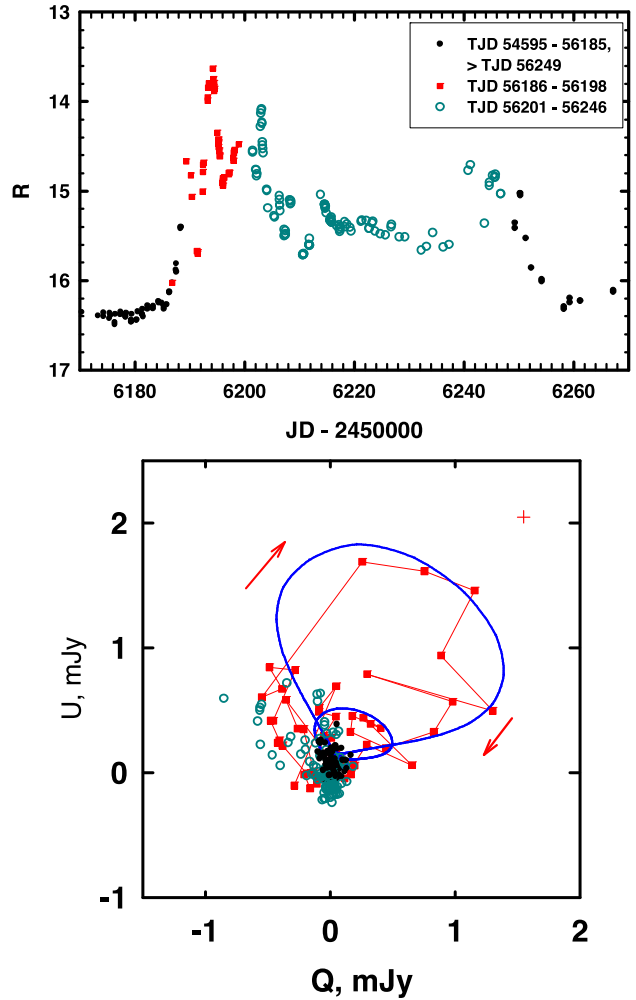 13
14
15
16
17
R
TJD 54595 - 56185,
> TJD 56249
TJD 56186 - 56198
TJD 56201 - 56246
6180 6200 6220 6240 6260
JD - 2450000
2
1
0
-1
U, mJy
-1 0 1 2
Q, mJy